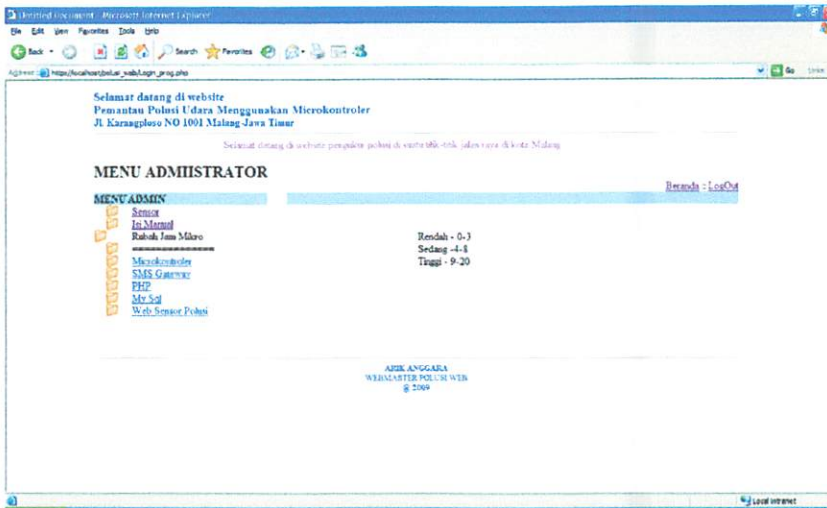 Untitled Document - Microsoft Internet Explorer
File Edit View Favorites Tools Help
Back Search Favorites
Address http://localhost/polusi_web/Login_prog.php Go Links
Selamat datang di website
Pemantau Polusi Udara Menggunakan Microkontroler
Jl. Karangploso NO 1001 Malang-Jawa Timur
Selamat datang di website pengukur polusi di suatu titik-titik jalan raya di kota Malang
MENU ADMIISTRATOR
Beranda :: LogOut
MENU ADMIN
Sensor
Isi Manual
Rubah Jam Mikro
Rendah - 0-3
===============
Sedang -4-8
Microkontroler
Tinggi - 9-20
SMS Gateway
PHP
My Sql
Web Sensor Polusi
ARIK ANGGARA
WEBMASTER POLUSI WEB
@ 2009
Local intranet